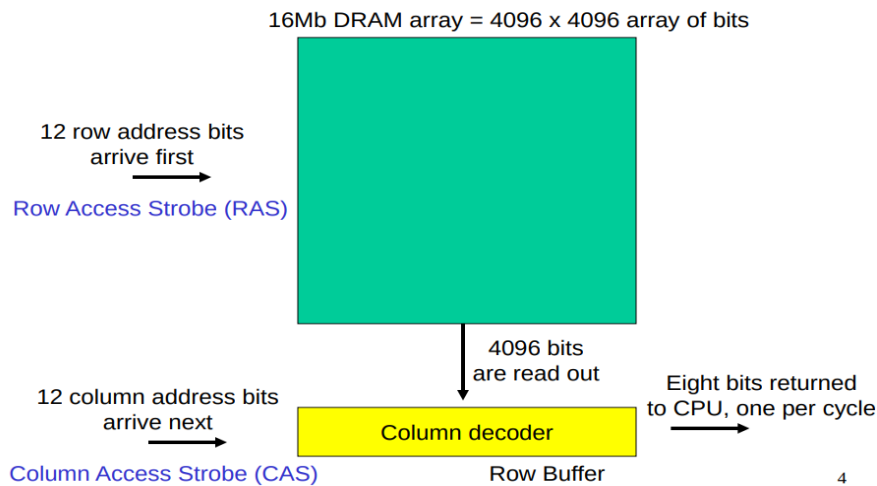 16Mb DRAM array = 4096 x 4096 array of bits
12 row address bits
arrive first
Row Access Strobe (RAS)
4096 bits
are read out
Eight bits returned
to CPU, one per cycle
12 column address bits
arrive next
Column decoder
Column Access Strobe (CAS)
Row Buffer
4